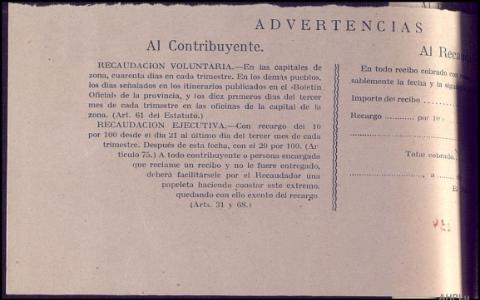 ADVERTENCIAS
Al Contribuyente.
RECAUDACION VOLUNTARIA.—En las capitales de
zona, cuarenta días en cada trimestre. En los demás pueblos,
los días señalados en los itinerarios publicados en el «Boletín
Oficial» de la provincia, y los diez primeros días del tercer
mes de cada trimestre en las oficinas de la capital de la
zona. (Art. 61 del Estatuto.)
RECAUDACION EJECUTIVA.—Con recargo del 10
por 100 desde el día 21 al último día del tercer mes de cada
trimestre. Después de esta fecha, con el 20 por 100. (Ar
tículo 75.) A todo contribuyente o persona encargada
que reclame un recibo y no le fuere entregado,
deberá facilitársele por el Recaudador una
papeleta haciendo constar este extremo,
quedando con ello exento del recargo
(Arts. 31 y 68.)
Al
En todo recibo cobrado con
sablemente la fecha y la
Importe del recibo
Recargo ......... por
Total cobrado
a